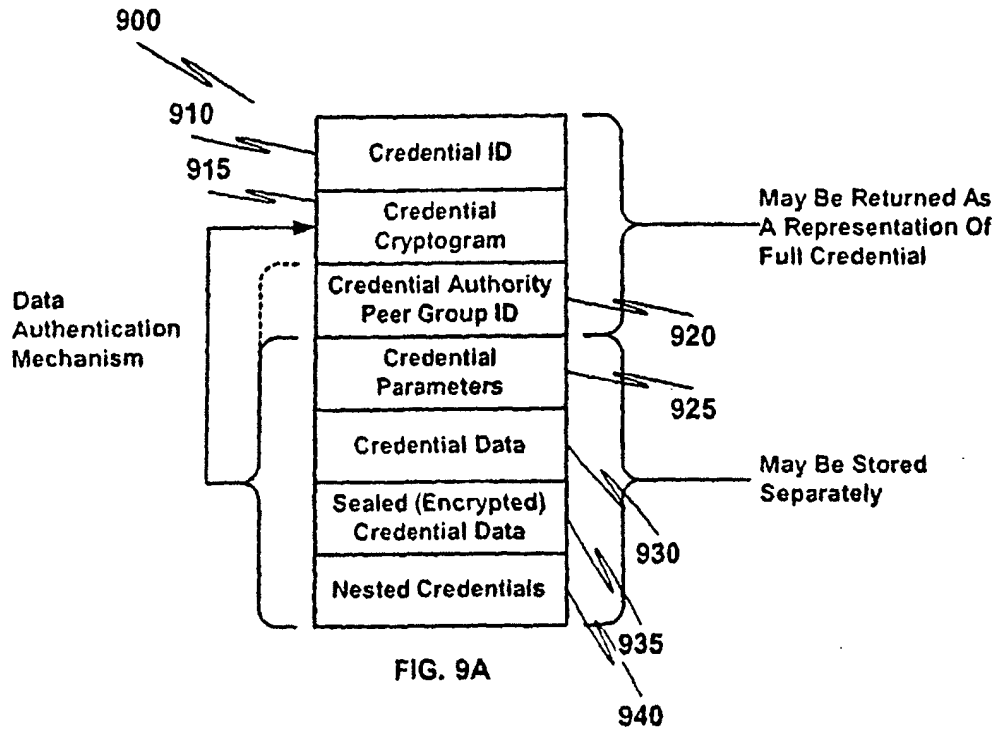 900
910
915
Credential ID
Credential
Cryptogram
Credential Authority
Peer Group ID
Credential
Parameters
Credential Data
Sealed (Encrypted)
Credential Data
Nested Credentials
Data
Authentication
Mechanism
May Be Returned As
A Representation Of
Full Credential
920
925
May Be Stored
Separately
930
935
940
FIG. 9A